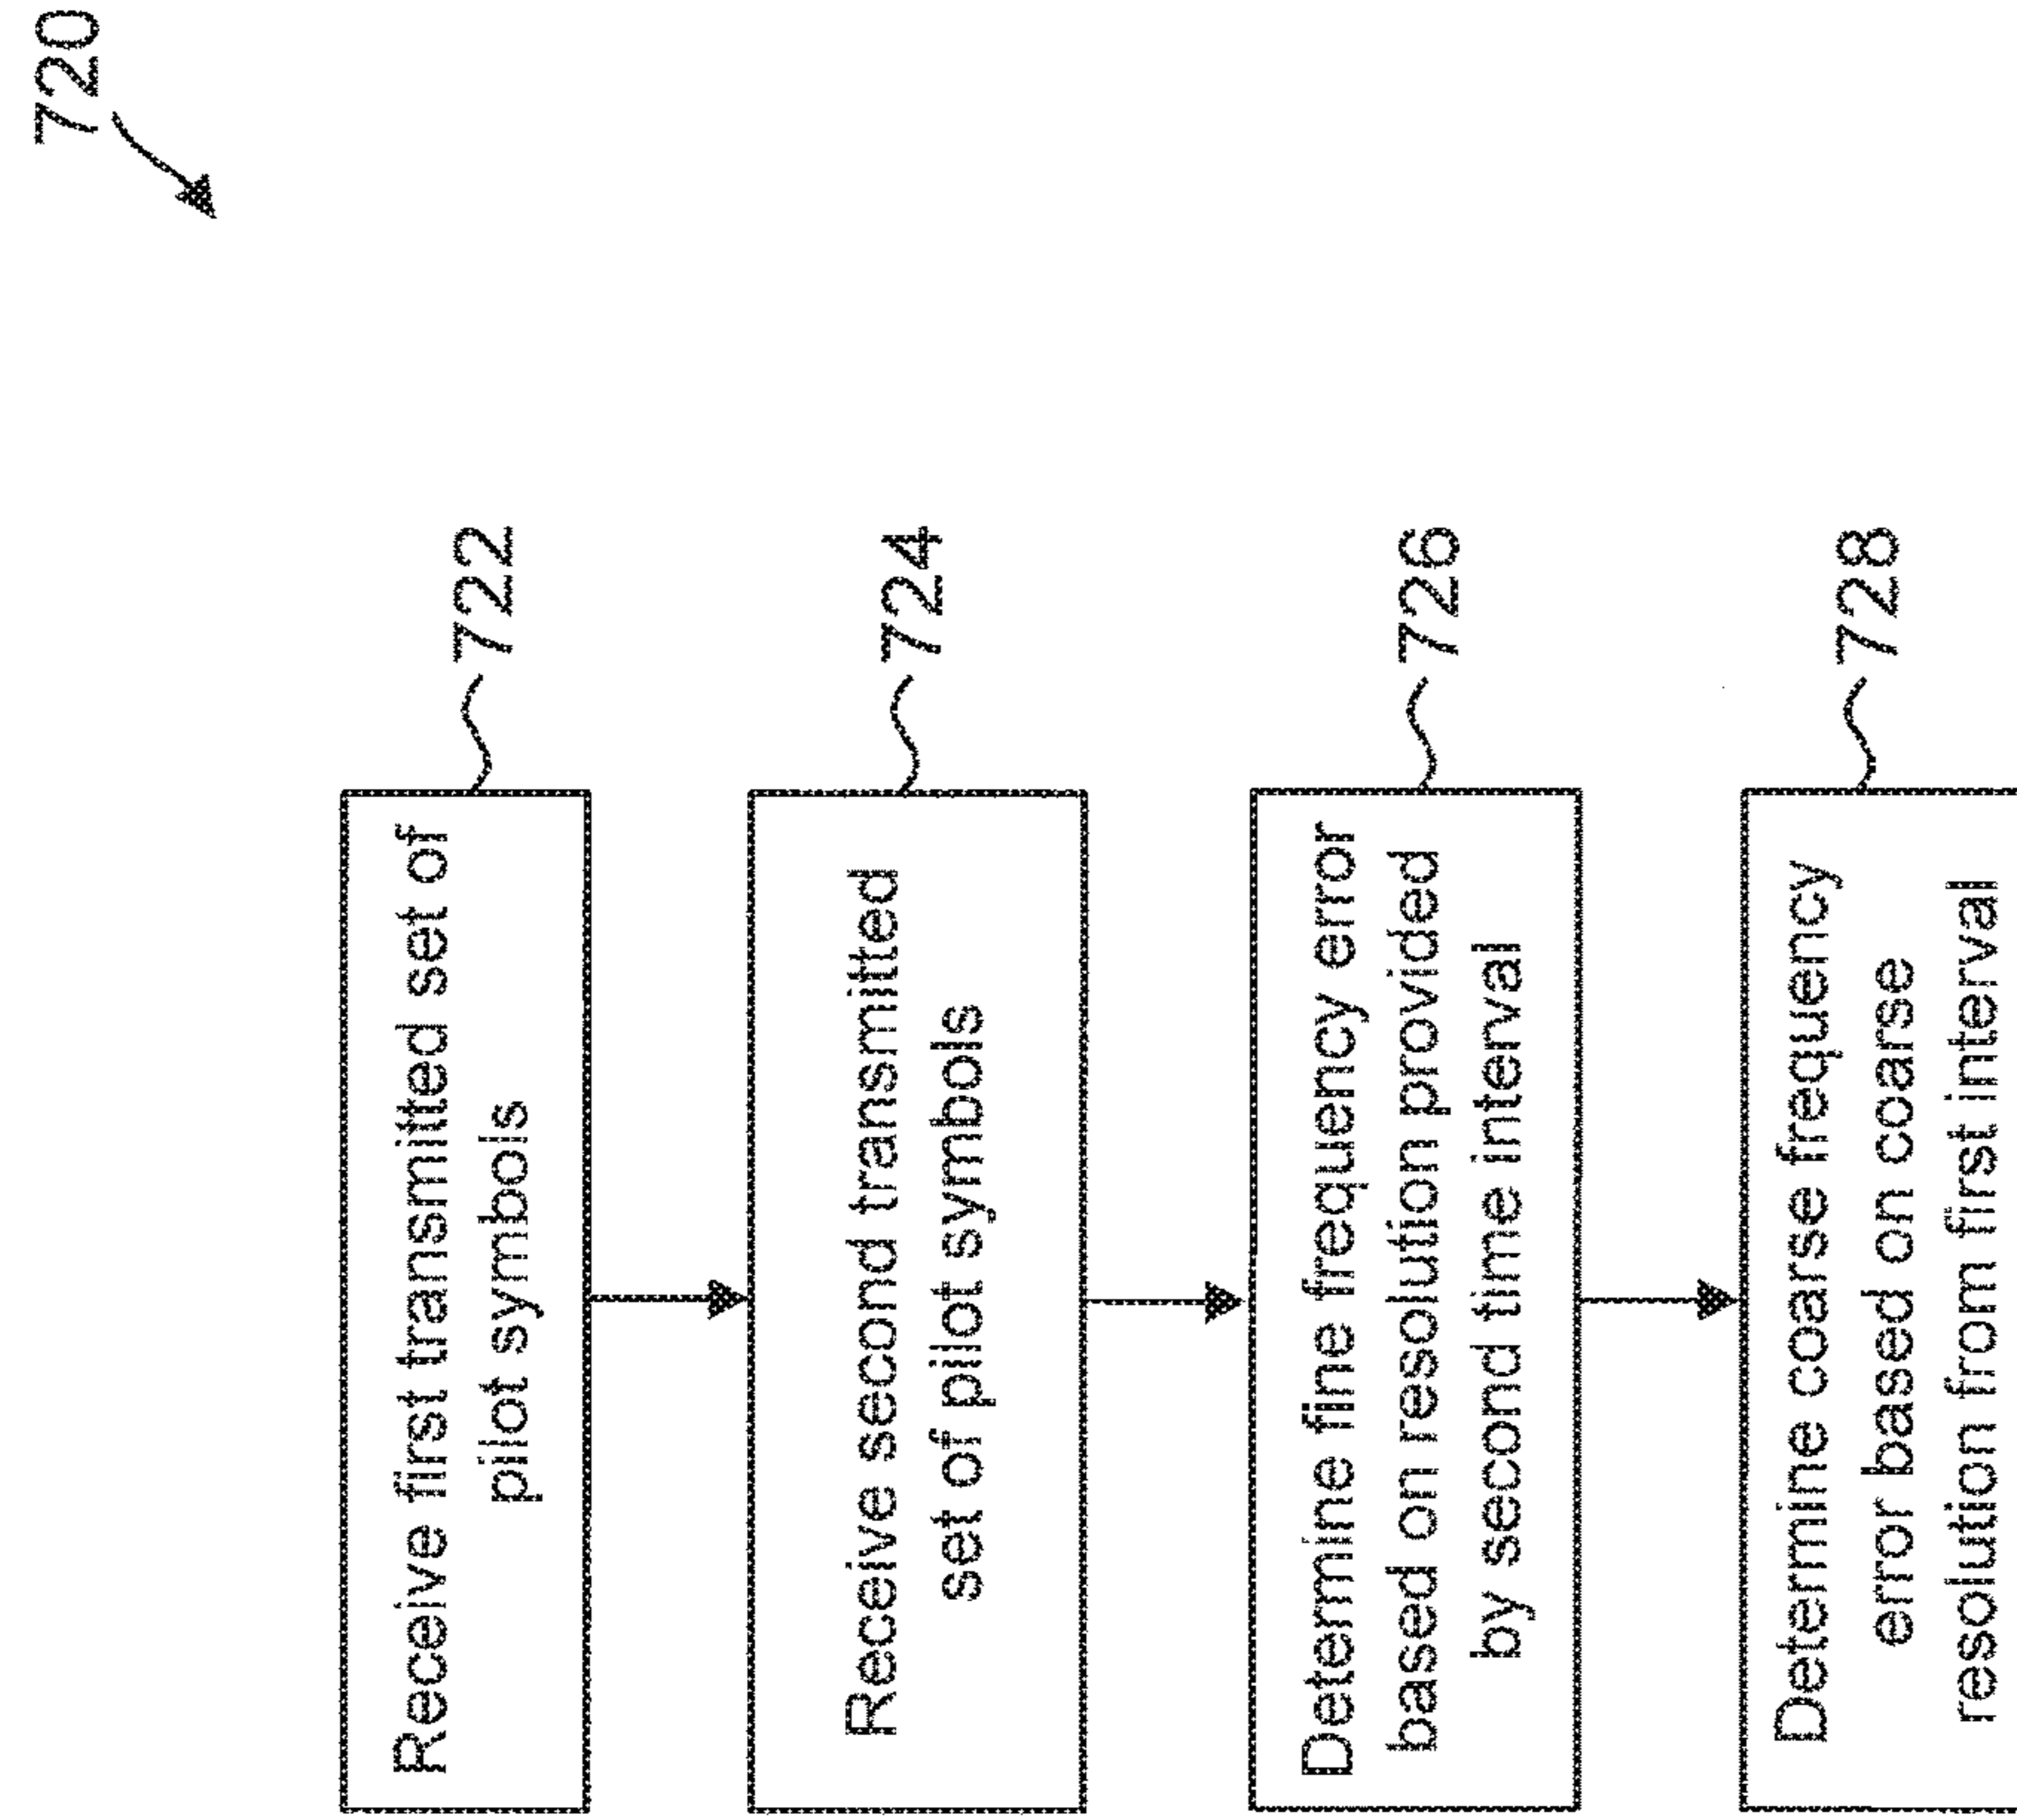 720
Receive first transmitted set of
pilot symbols
722
Receive second transmitted
set of pilot symbols
724
Determine fine frequency error
based on resolution provided
by second time interval
726
Determine coarse frequency
error based on coarse
resolution from first interval
728